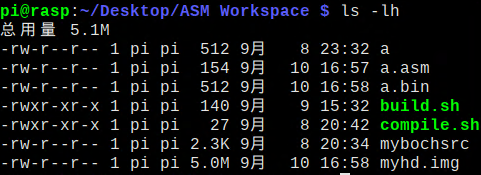 pi@rasp:~/Desktop/ASM Workspace $ ls -lh
总用量 5.1M
-rw-r--r-- 1 pi pi  512 9月   8 23:32 a
-rw-r--r-- 1 pi pi  154 9月  10 16:57 a.asm
-rw-r--r-- 1 pi pi  512 9月  10 16:58 a.bin
-rwxr-xr-x 1 pi pi  140 9月   9 15:32 build.sh
-rwxr-xr-x 1 pi pi   27 9月   8 20:42 compile.sh
-rw-r--r-- 1 pi pi 2.3K 9月   8 20:34 mybochsrc
-rw-r--r-- 1 pi pi 5.0M 9月  10 16:58 myhd.img